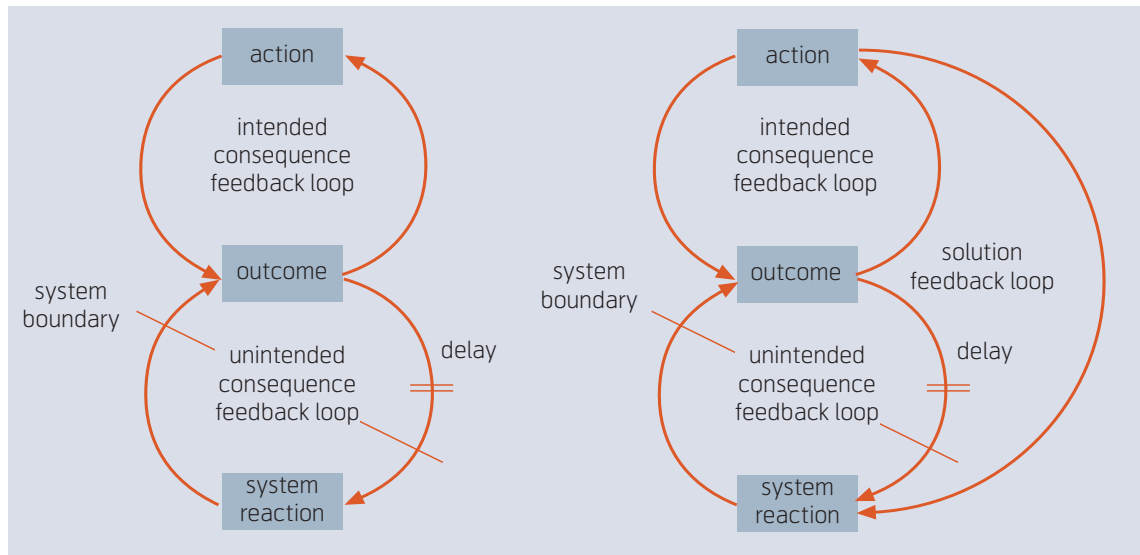 action
intended
consequence
feedback loop
outcome
system
boundary
unintended
consequence
feedback loop
delay
system
reaction
action
intended
consequence
feedback loop
outcome
solution
feedback loop
system
boundary
unintended
consequence
feedback loop
delay
system
reaction